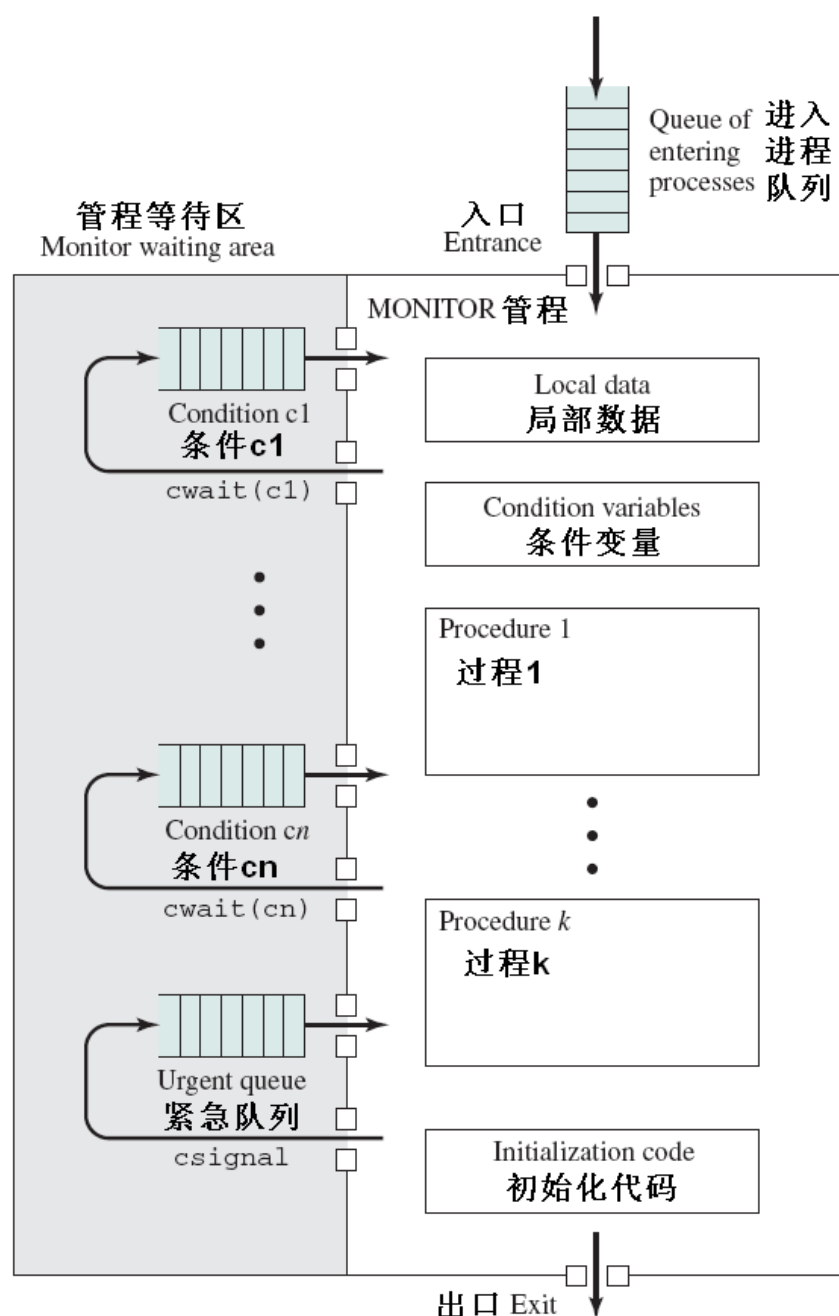 Queue of 进入
entering 进程
processes 队列
管程等待区
Monitor waiting area
入口
Entrance
MONITOR 管程
Condition c1
条件c1
cwait(c1)
Local data
局部数据
Condition variables
条件变量
Procedure 1
过程1
Condition cn
条件cn
cwait(cn)
Procedure k
过程k
Urgent queue
紧急队列
csignal
Initialization code
初始化代码
出口 Exit